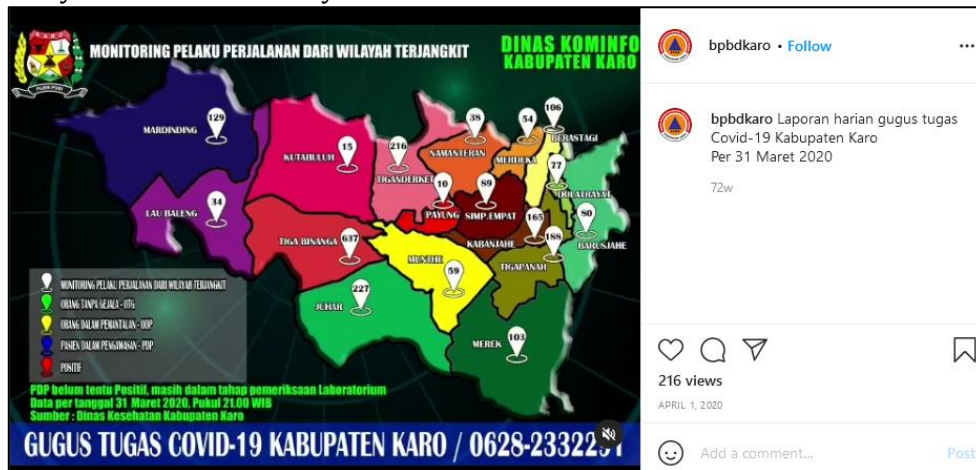 MONITORING PELAKU PERJALANAN DARI WILAYAH TERJANGKIT
DINAS KOMINFO
KABUPATEN KARO
129
MARDINDING
15
KUTABULUH
216
TIGANDERKET
38
NAMANTERAN
54
MERDEKA
106
BERASTAGI
77
DOLATRAYAT
10
PAYUNG
89
SIMP.EMPAT
34
LAU BALENG
637
TIGA BINANGA
165
KABANJAHE
188
TIGAPANAH
80
BARUSJAHE
59
MUNTHE
227
JUHAR
103
MEREK
MONITORING PELAKU PERJALANAN DARI WILAYAH TERJANGKIT
ORANG TANPA GEJALA - OTG
ORANG DALAM PEMANTAUAN - ODP
PASIEN DALAM PENGAWASAN - PDP
POSITIF
PDP belum tentu Positif, masih dalam tahap pemeriksaan Laboratorium
Data per tanggal 31 Maret 2020, Pukul 21.00 WIB
Sumber : Dinas Kesehatan Kabupaten Karo
GUGUS TUGAS COVID-19 KABUPATEN KARO / 0628-2332291
bpbdkaro • Follow
bpbdkaro Laporan harian gugus tugas
Covid-19 Kabupaten Karo
Per 31 Maret 2020
72w
216 views
APRIL 1, 2020
Add a comment...
Post